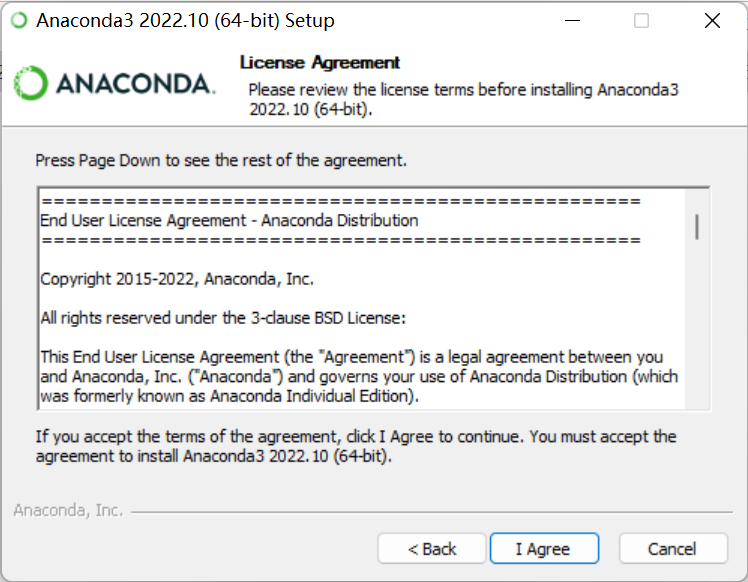 Anaconda3 2022.10 (64-bit) Setup
License Agreement
Please review the license terms before installing Anaconda3
2022.10 (64-bit).
ANACONDA.
Press Page Down to see the rest of the agreement.
==================================================
End User License Agreement - Anaconda Distribution
==================================================
Copyright 2015-2022, Anaconda, Inc.
All rights reserved under the 3-clause BSD License:
This End User License Agreement (the "Agreement") is a legal agreement between you
and Anaconda, Inc. ("Anaconda") and governs your use of Anaconda Distribution (which
was formerly known as Anaconda Individual Edition).
If you accept the terms of the agreement, click I Agree to continue. You must accept the
agreement to install Anaconda3 2022.10 (64-bit).
Anaconda, Inc.
< Back
I Agree
Cancel